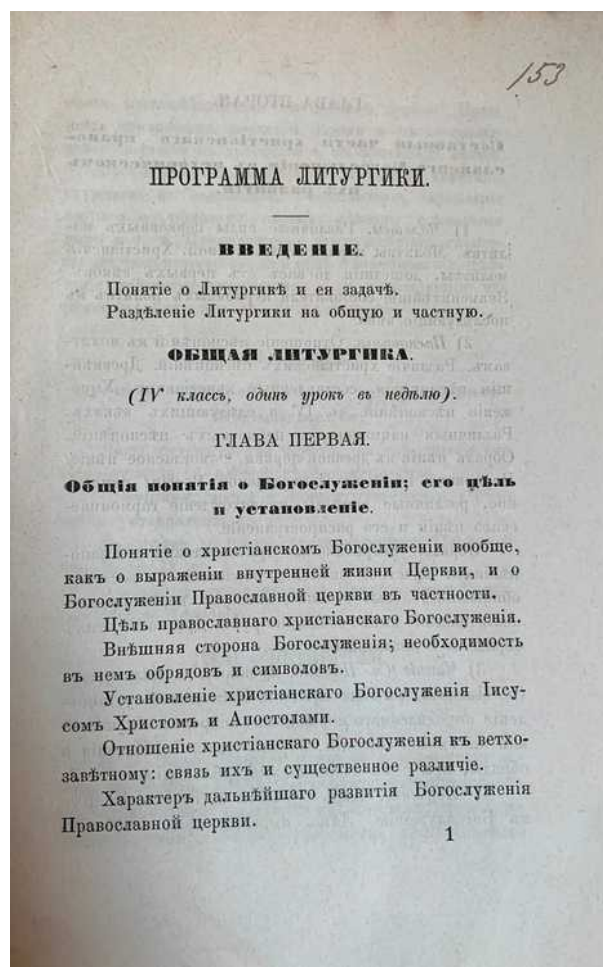 153
ПРОГРАММА ЛИТУРГИКИ.
ВВЕДЕНІЕ.
Понятіе о Литургикѣ и ея задачѣ.
Раздѣленіе Литургики на общую и частную.
ОБЩАЯ ЛИТУРГИКА.
(IV классъ, одинъ урокъ въ недѣлю).
ГЛАВА ПЕРВАЯ.
Общія понятія о Богослуженіи; его цѣль
и установленіе.
Понятіе о христіанскомъ Богослуженіи вообще,
какъ о выраженіи внутренней жизни Церкви, и о
Богослуженіи Православной церкви въ частности.
Цѣль православнаго христіанскаго Богослуженія.
Внѣшняя сторона Богослуженія; необходимость
въ немъ обрядовъ и символовъ.
Установленіе христіанскаго Богослуженія Іису-
сомъ Христомъ и Апостолами.
Отношеніе христіанскаго Богослуженія къ ветхо-
завѣтному: связь ихъ и существенное различіе.
Характеръ дальнѣйшаго развитія Богослуженія
Православной церкви.
1